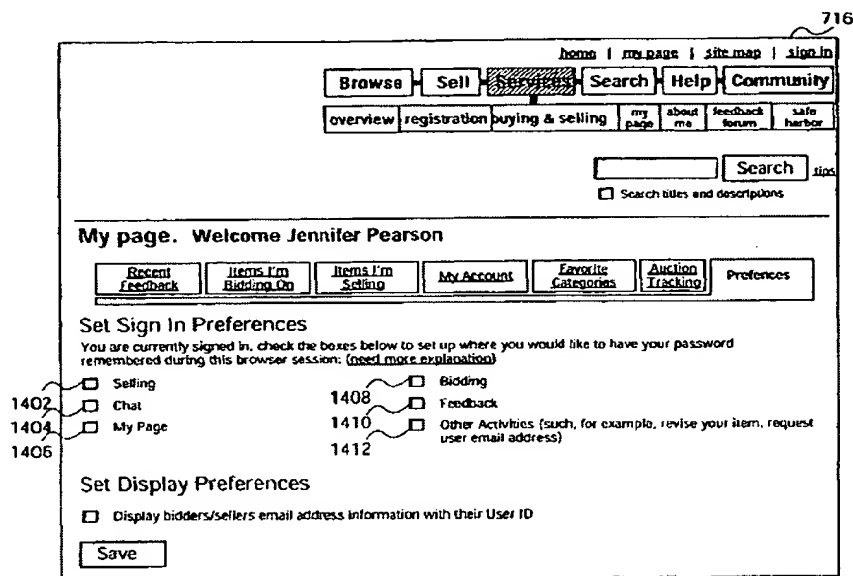 716
home | my page | site map | sign in
Browse Sell Services Search Help Community
overview registration buying & selling my page about me feedback forum safe harbor
Search tips
Search titles and descriptions
My page. Welcome Jennifer Pearson
Recent Feedback Items I'm Bidding On Items I'm Selling My Account Favorite Categories Auction Tracking Prefences
Set Sign In Preferences
You are currently signed in, check the boxes below to set up where you would like to have your password
remembered during this browser session: (need more explanation)
1402 Selling 1408 Bidding
1404 Chat 1410 Feedback
1406 My Page 1412 Other Activities (such, for example, revise your item, request
user email address)
Set Display Preferences
Display bidders/sellers email address information with their User ID
Save